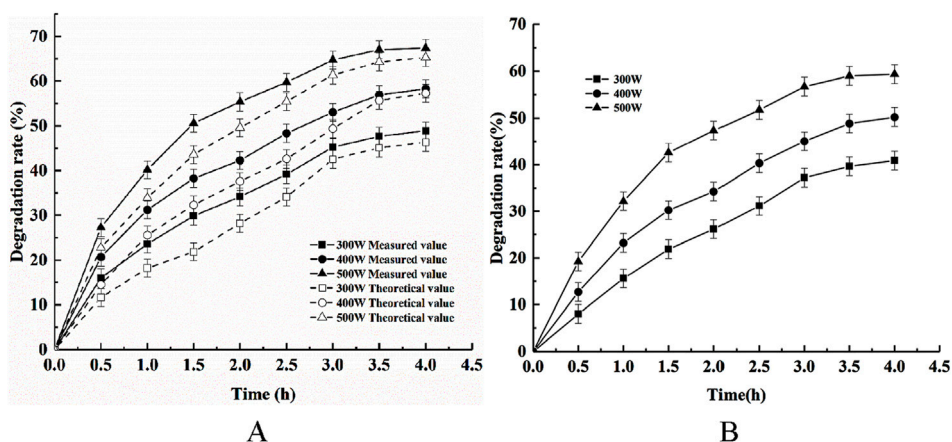 70
60
50
40
30
20
10
0
Degradation rate (%)
300W Measured value
400W Measured value
500W Measured value
300W Theoretical value
400W Theoretical value
500W Theoretical value
0.0 0.5 1.0 1.5 2.0 2.5 3.0 3.5 4.0 4.5
Time (h)
A
70
60
50
40
30
20
10
0
Degradation rate(%)
300W
400W
500W
0.0 0.5 1.0 1.5 2.0 2.5 3.0 3.5 4.0 4.5
Time(h)
B